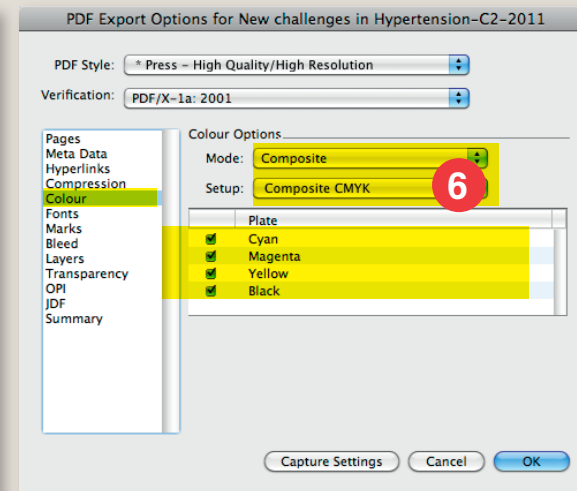 PDF Export Options for New challenges in Hypertension-C2-2011
PDF Style: * Press – High Quality/High Resolution
Verification: PDF/X-1a: 2001
Pages
Meta Data
Hyperlinks
Compression
Colour
Fonts
Marks
Bleed
Layers
Transparency
OPI
JDF
Summary
Colour Options
Mode: Composite
Setup: Composite CMYK
6
Plate
Cyan
Magenta
Yellow
Black
Capture Settings Cancel OK